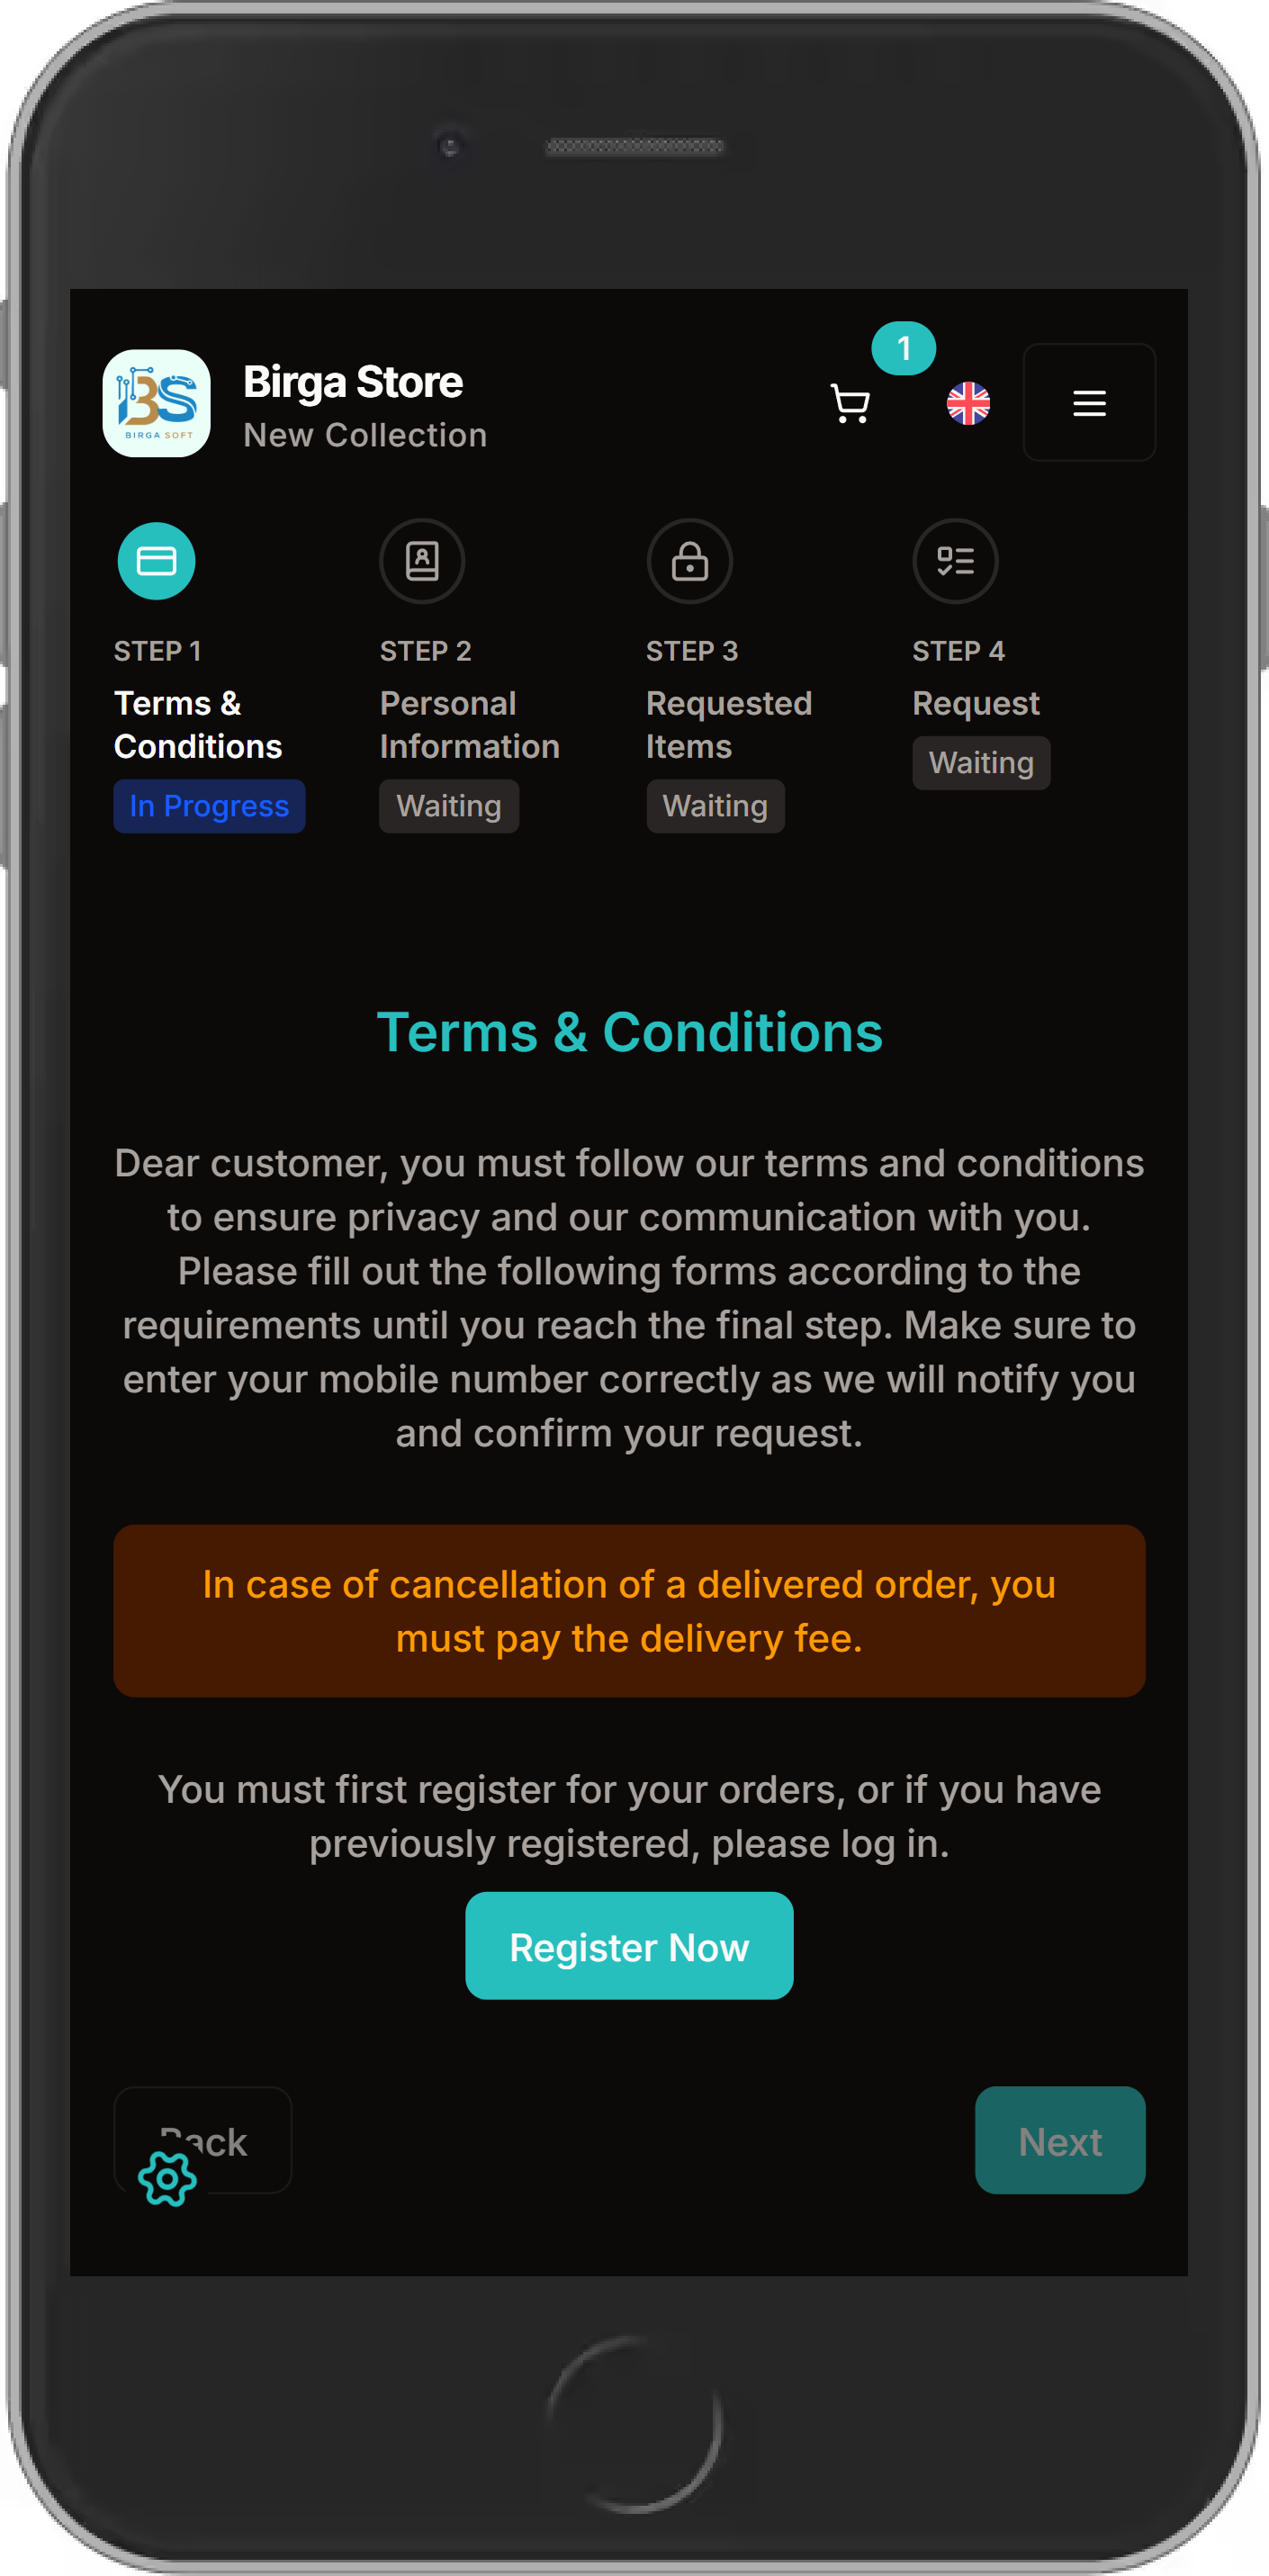 BS
BIRGA SOFT
Birga Store
New Collection
1
STEP 1
Terms &
Conditions
In Progress
STEP 2
Personal
Information
Waiting
STEP 3
Requested
Items
Waiting
STEP 4
Request
Waiting
Terms & Conditions
Dear customer, you must follow our terms and conditions
to ensure privacy and our communication with you.
Please fill out the following forms according to the
requirements until you reach the final step. Make sure to
enter your mobile number correctly as we will notify you
and confirm your request.
In case of cancellation of a delivered order, you
must pay the delivery fee.
You must first register for your orders, or if you have
previously registered, please log in.
Register Now
Back
Next